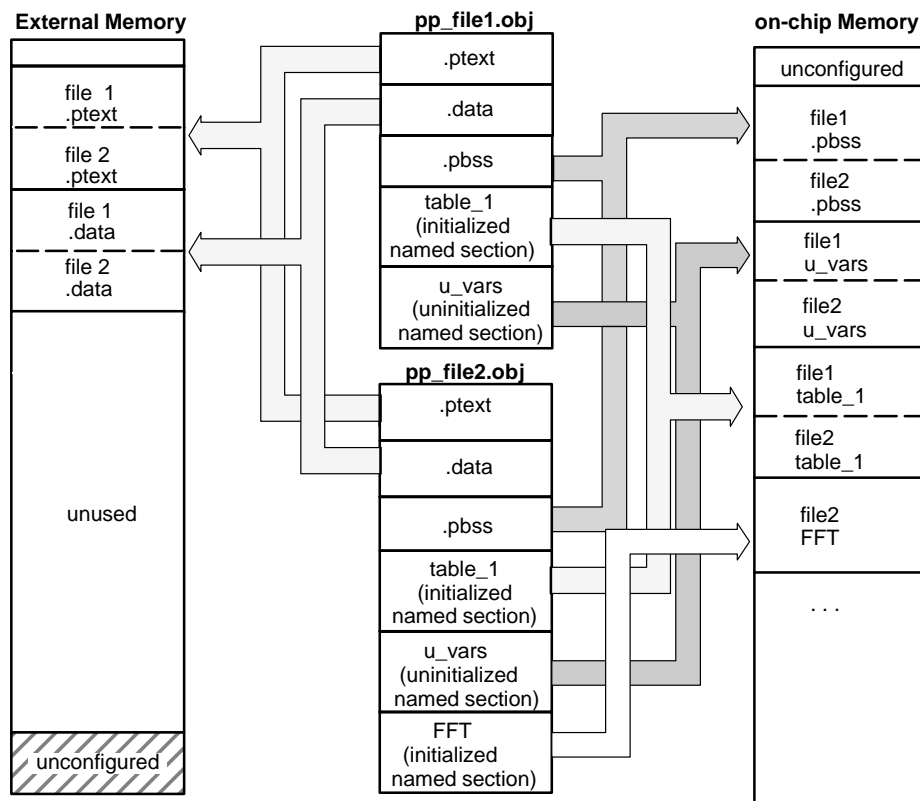 External Memory
file 1
.ptext
file 2
.ptext
file 1
.data
file 2
.data
unused
unconfigured
pp_file1.obj
.ptext
.data
.pbss
table_1
(initialized
named section)
u_vars
(uninitialized
named section)
pp_file2.obj
.ptext
.data
.pbss
table_1
(initialized
named section)
u_vars
(uninitialized
named section)
FFT
(initialized
named section)
on-chip Memory
unconfigured
file1
.pbss
file2
.pbss
file1
u_vars
file2
u_vars
file1
table_1
file2
table_1
file2
FFT
. . .